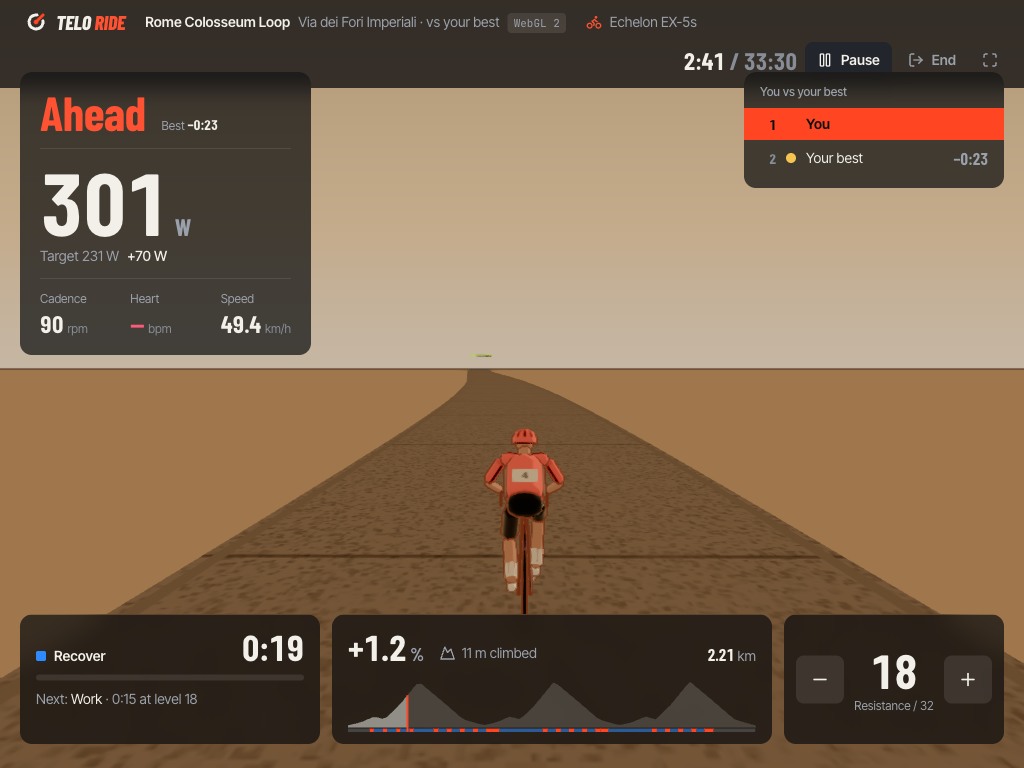 TELO RIDE Rome Colosseum Loop Via dei Fori Imperiali · vs your best WebGL 2 Echelon EX-5s
2:41 / 33:30 Pause End
Ahead Best −0:23
301 W
Target 231 W +70 W
Cadence Heart Speed
90 rpm — bpm 49.4 km/h
You vs your best
1 You
2 Your best −0:23
4
Recover 0:19
Next: Work · 0:15 at level 18
+1.2 % 11 m climbed 2.21 km
− 18 +
Resistance / 32